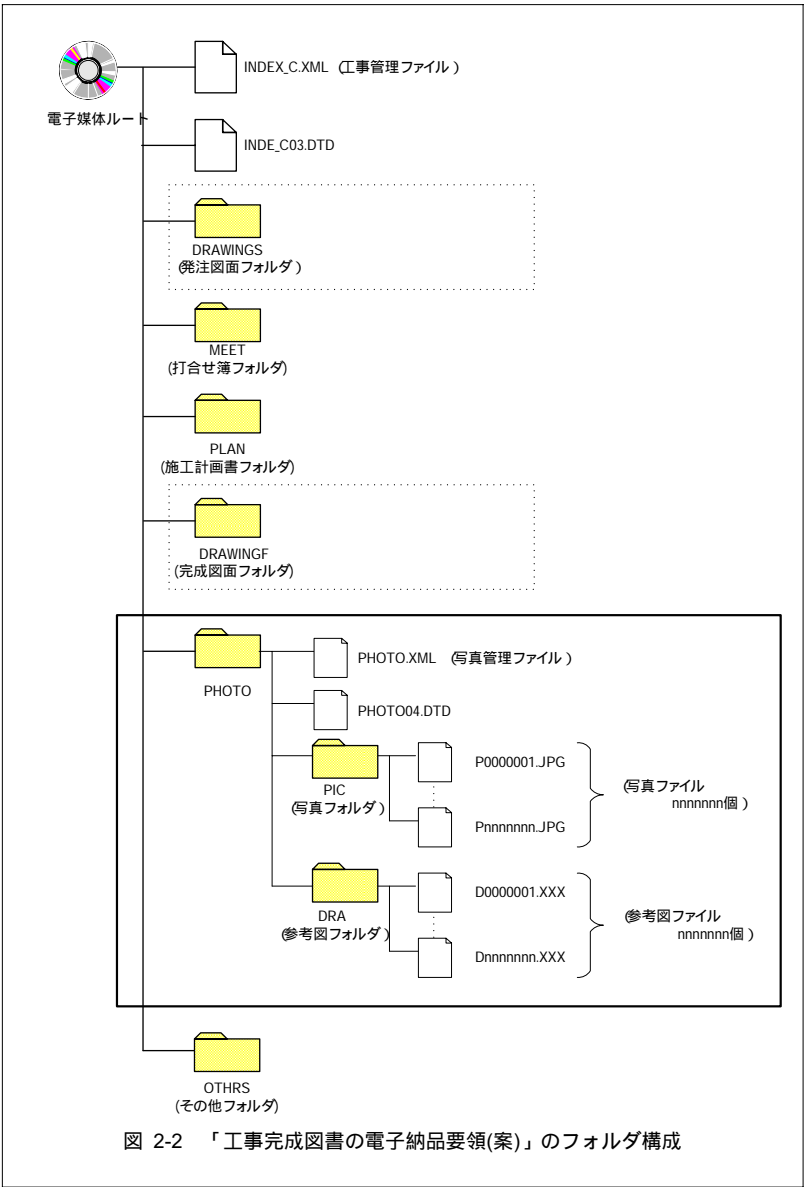 INDEX_C.XML (工事管理ファイル)
電子媒体ルート
INDE_C03.DTD
DRAWINGS
(発注図面フォルダ)
MEET
(打合せ簿フォルダ)
PLAN
(施工計画書フォルダ)
DRAWINGF
(完成図面フォルダ)
PHOTO
PHOTO.XML (写真管理ファイル)
PHOTO04.DTD
PIC
(写真フォルダ)
P0000001.JPG
Pnnnnnnn.JPG
(写真ファイル
nnnnnnn個)
DRA
(参考図フォルダ)
D0000001.XXX
Dnnnnnnn.XXX
(参考図ファイル
nnnnnnn個)
OTHRS
(その他フォルダ)
図 2-2 「工事完成図書の電子納品要領(案)」のフォルダ構成